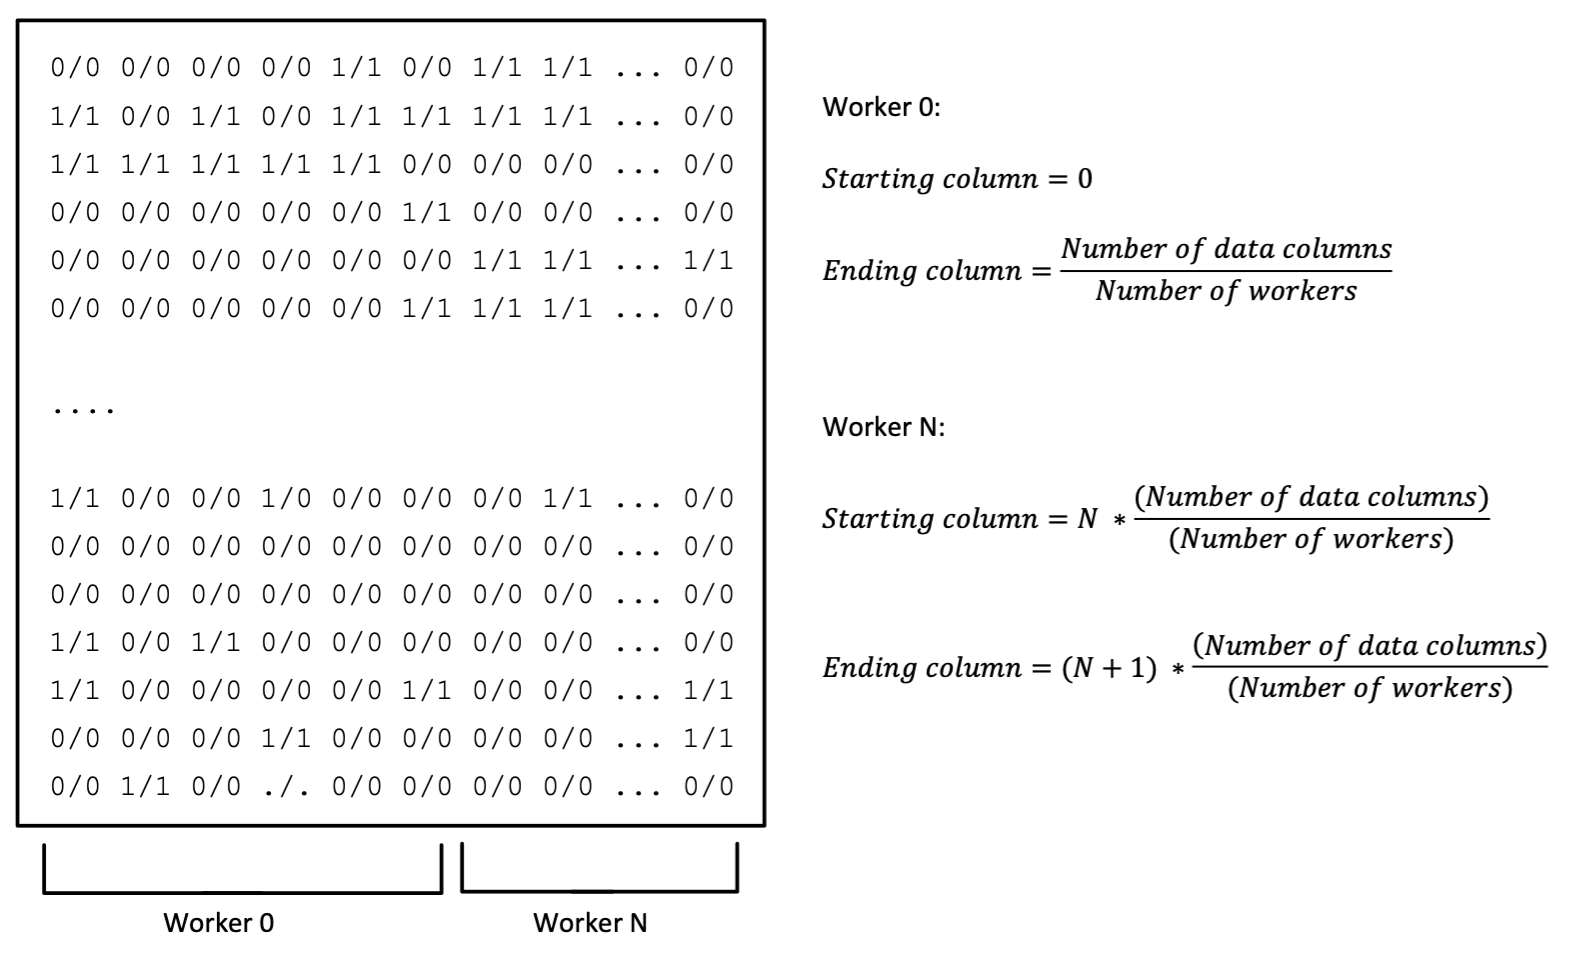 0/0 0/0 0/0 0/0 1/1 0/0 1/1 1/1 ... 0/0
1/1 0/0 1/1 0/0 1/1 1/1 1/1 1/1 ... 0/0
1/1 1/1 1/1 1/1 1/1 0/0 0/0 0/0 ... 0/0
0/0 0/0 0/0 0/0 0/0 1/1 0/0 0/0 ... 0/0
0/0 0/0 0/0 0/0 0/0 0/0 1/1 1/1 ... 1/1
0/0 0/0 0/0 0/0 0/0 1/1 1/1 1/1 ... 0/0
....
1/1 0/0 0/0 1/0 0/0 0/0 0/0 1/1 ... 0/0
0/0 0/0 0/0 0/0 0/0 0/0 0/0 0/0 ... 0/0
0/0 0/0 0/0 0/0 0/0 0/0 0/0 0/0 ... 0/0
1/1 0/0 1/1 0/0 0/0 0/0 0/0 0/0 ... 0/0
1/1 0/0 0/0 0/0 0/0 1/1 0/0 0/0 ... 1/1
0/0 0/0 0/0 1/1 0/0 0/0 0/0 0/0 ... 1/1
0/0 1/1 0/0 ./. 0/0 0/0 0/0 0/0 ... 0/0
Worker 0
Worker N
Worker 0:
Starting column = 0
Ending column = Number of data columns
Number of workers
Worker N:
Starting column = N * (Number of data columns)
(Number of workers)
Ending column = (N + 1) * (Number of data columns)
(Number of workers)